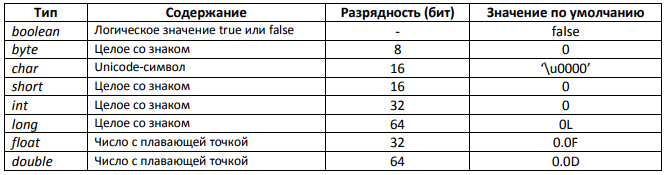 Тип Содержание Разрядность (бит) Значение по умолчанию
boolean Логическое значение true или false - false
byte Целое со знаком 8 0
char Unicode-символ 16 ‘\u0000’
short Целое со знаком 16 0
int Целое со знаком 32 0
long Целое со знаком 64 0L
float Число с плавающей точкой 32 0.0F
double Число с плавающей точкой 64 0.0D